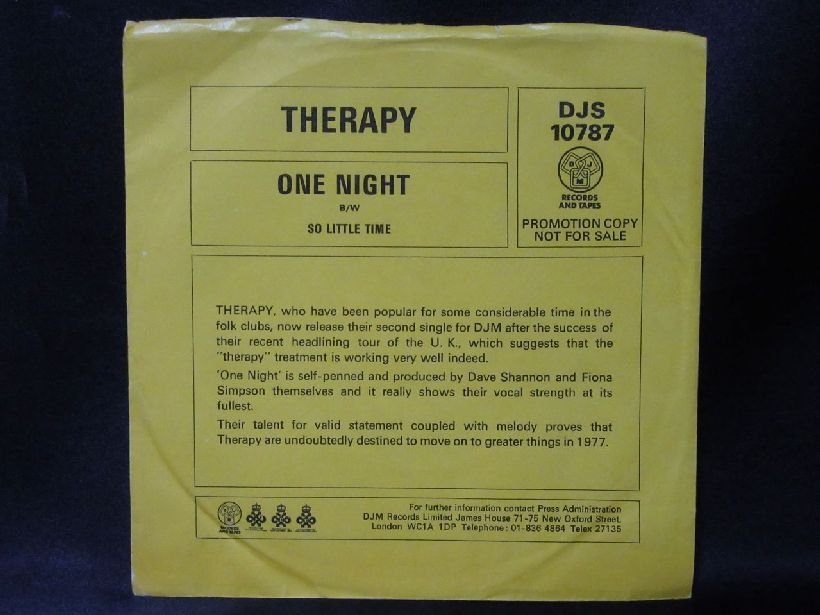 THERAPY
ONE NIGHT
B/W
SO LITTLE TIME
DJS
10787
D J
M
RECORDS
AND TAPES
PROMOTION COPY
NOT FOR SALE
THERAPY, who have been popular for some considerable time in the
folk clubs, now release their second single for DJM after the success of
their recent headlining tour of the U. K., which suggests that the
"therapy" treatment is working very well indeed.
'One Night' is self-penned and produced by Dave Shannon and Fiona
Simpson themselves and it really shows their vocal strength at its
fullest.
Their talent for valid statement coupled with melody proves that
Therapy are undoubtedly destined to move on to greater things in 1977.
RECORDS
AND TAPES
For further information contact Press Administration
DJM Records Limited James House 71-75 New Oxford Street,
London WC1A 1DP Telephone: 01-836 4864 Telex 27135